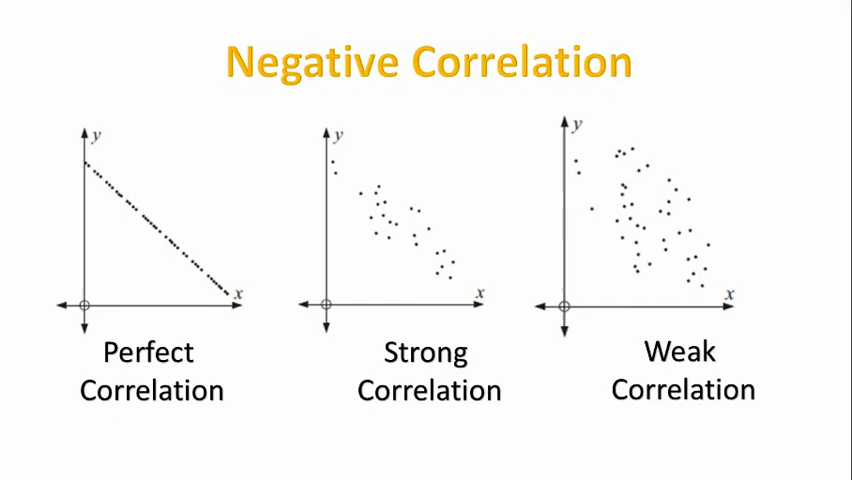 Negative Correlation
y
y
y
x
x
x
Perfect
Correlation
Strong
Correlation
Weak
Correlation